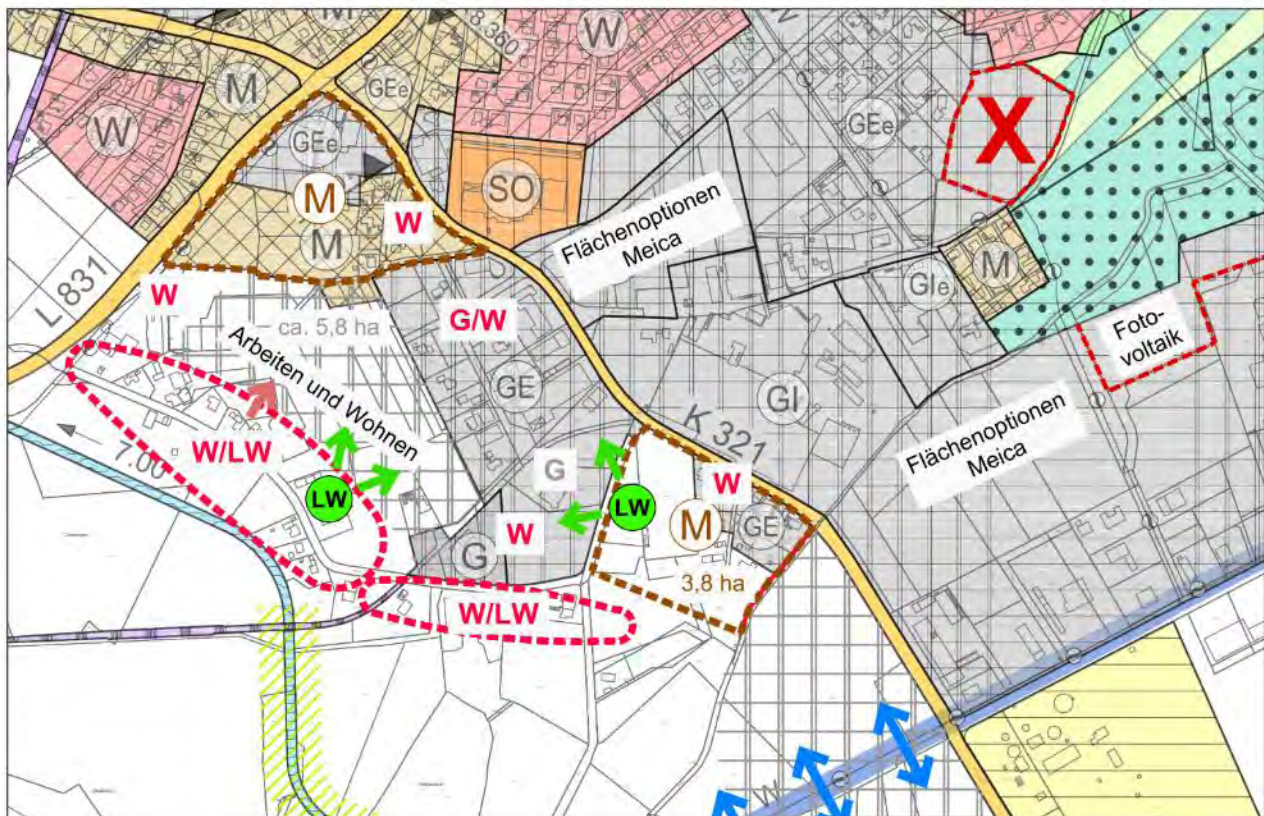 M
M
8.360
W
V
W
M
GEe
GEe
GEe
X
M
SO
W
Flächenoptionen
Meica
M
M
L 831
W
GIe
ca. 5,8 ha
G/W
Foto-
voltaik
Arbeiten und Wohnen
GE
GI
K 321
Flächenoptionen
Meica
7.00
W/LW
G
W
LW
LW
M
GE
W
G
3,8 ha
W/LW
W